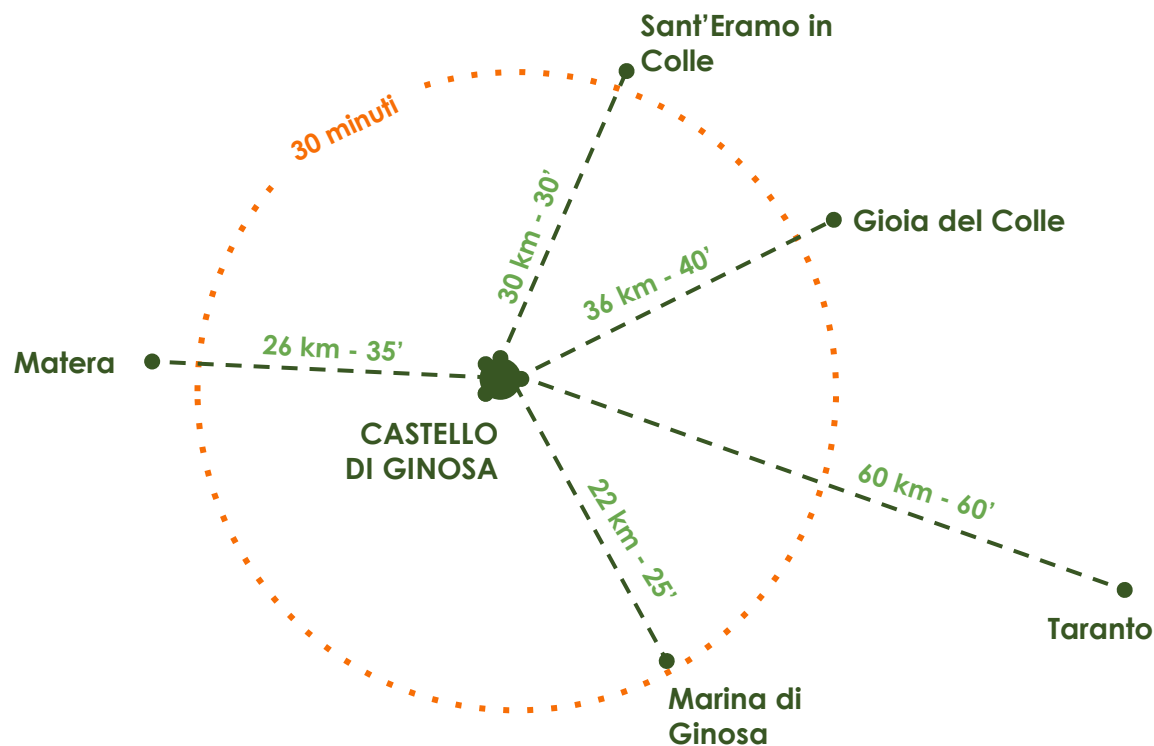 Sant’Eramo in
Colle
30 minuti
30 km - 30’
Gioia del Colle
36 km - 40’
Matera
26 km - 35’
CASTELLO
DI GINOSA
60 km - 60’
22 km - 25’
Taranto
Marina di
Ginosa